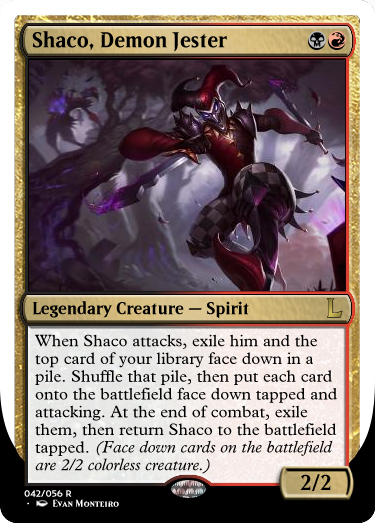 Shaco, Demon Jester
Legendary Creature — Spirit
L
When Shaco attacks, exile him and the
top card of your library face down in a
pile. Shuffle that pile, then put each card
onto the battlefield face down tapped and
attacking. At the end of combat, exile
them, then return Shaco to the battlefield
tapped. (Face down cards on the battlefield
are 2/2 colorless creature.)
2/2
042/056 R
· EVAN MONTEIRO